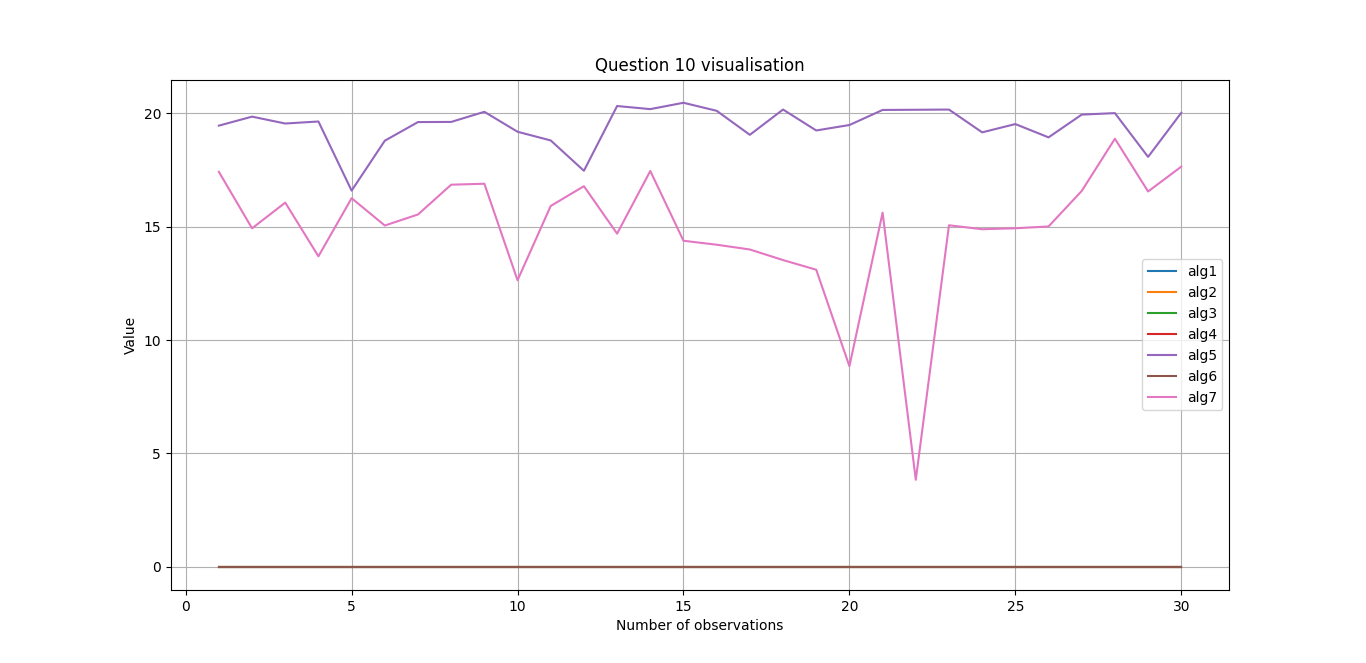 Question 10 visualisation
Value
20
15
10
5
0
alg1
alg2
alg3
alg4
alg5
alg6
alg7
0 5 10 15 20 25 30
Number of observations